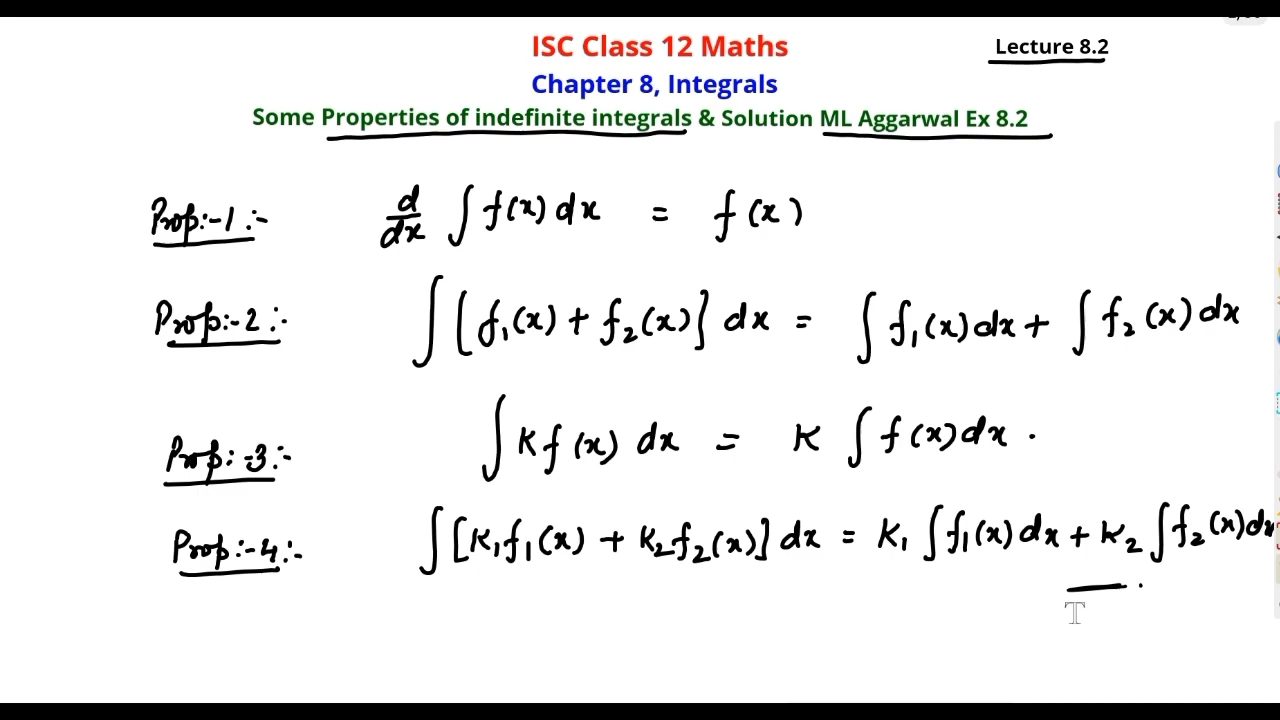 ISC Class 12 Maths
Lecture 8.2
Chapter 8, Integrals
Some Properties of indefinite integrals & Solution ML Aggarwal Ex 8.2
Prop:-1:- d/dx ∫ f(x) dx = f(x)
Prop:-2:- ∫ [f₁(x) + f₂(x)] dx = ∫ f₁(x) dx + ∫ f₂(x) dx
Prop:-3:- ∫ K f(x) dx = K ∫ f(x) dx .
Prop:-4:- ∫ [K₁f₁(x) + K₂f₂(x)] dx = K₁ ∫ f₁(x) dx + K₂ ∫ f₂(x) dx